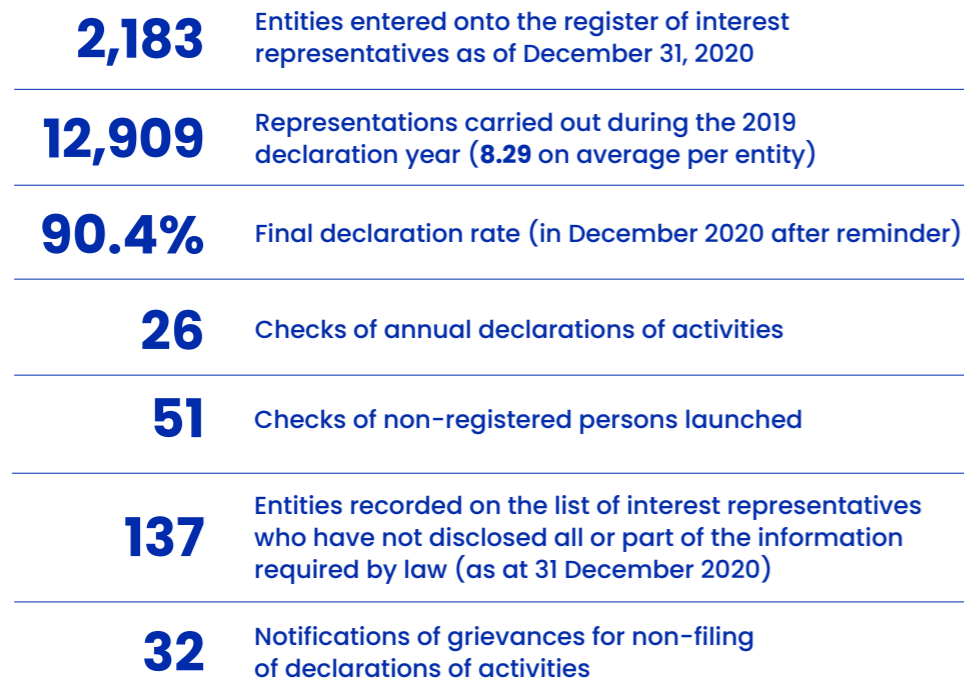 2,183
Entities entered onto the register of interest
representatives as of December 31, 2020
12,909
Representations carried out during the 2019
declaration year (8.29 on average per entity)
90.4%
Final declaration rate (in December 2020 after reminder)
26
Checks of annual declarations of activities
51
Checks of non-registered persons launched
137
Entities recorded on the list of interest representatives
who have not disclosed all or part of the information
required by law (as at 31 December 2020)
32
Notifications of grievances for non-filing
of declarations of activities